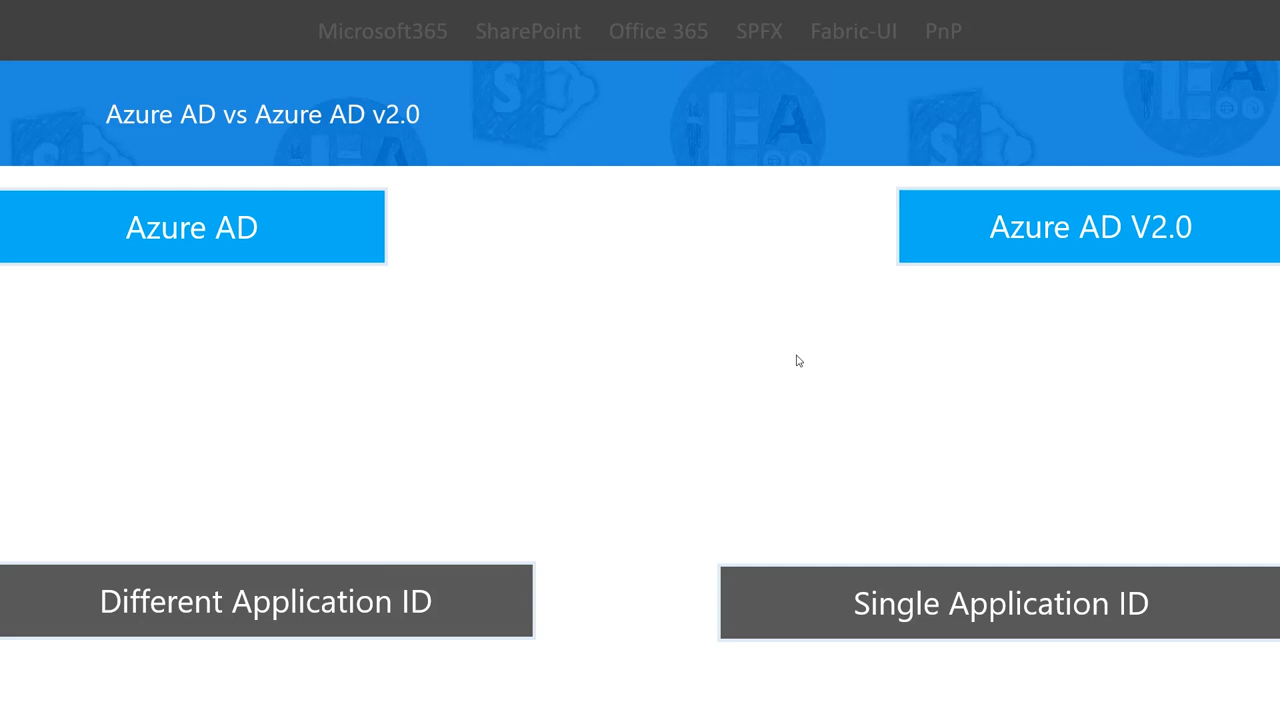 Microsoft365 SharePoint Office 365 SPFX Fabric-UI PnP
Azure AD vs Azure AD v2.0
Azure AD
Azure AD V2.0
Different Application ID
Single Application ID